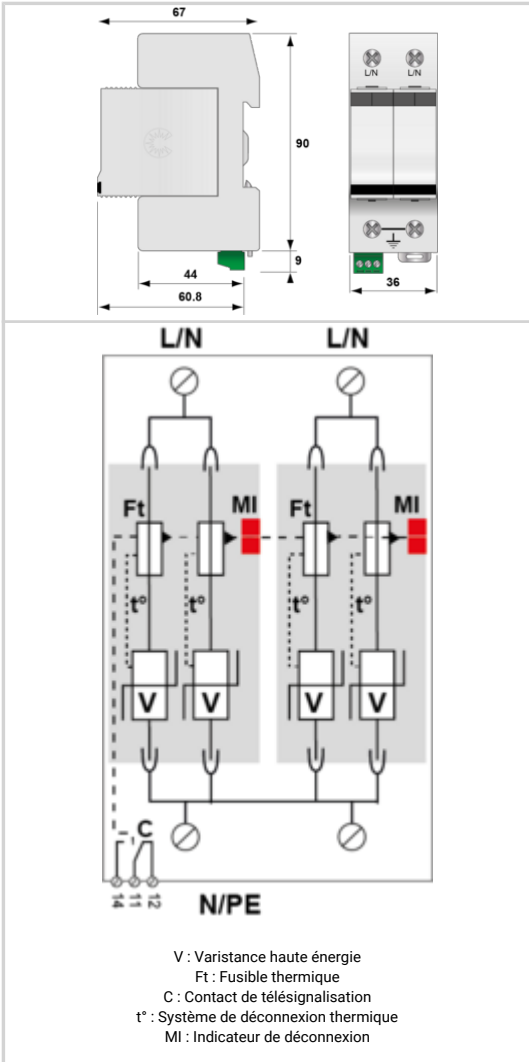 67
L/N L/N
90
9
44
60.8
36
L/N L/N
Ft MI Ft MI
t° t° t° t°
V V V V
C
14 11 12
N/PE
V : Varistance haute énergie
Ft : Fusible thermique
C : Contact de télésignalisation
t° : Système de déconnexion thermique
MI : Indicateur de déconnexion